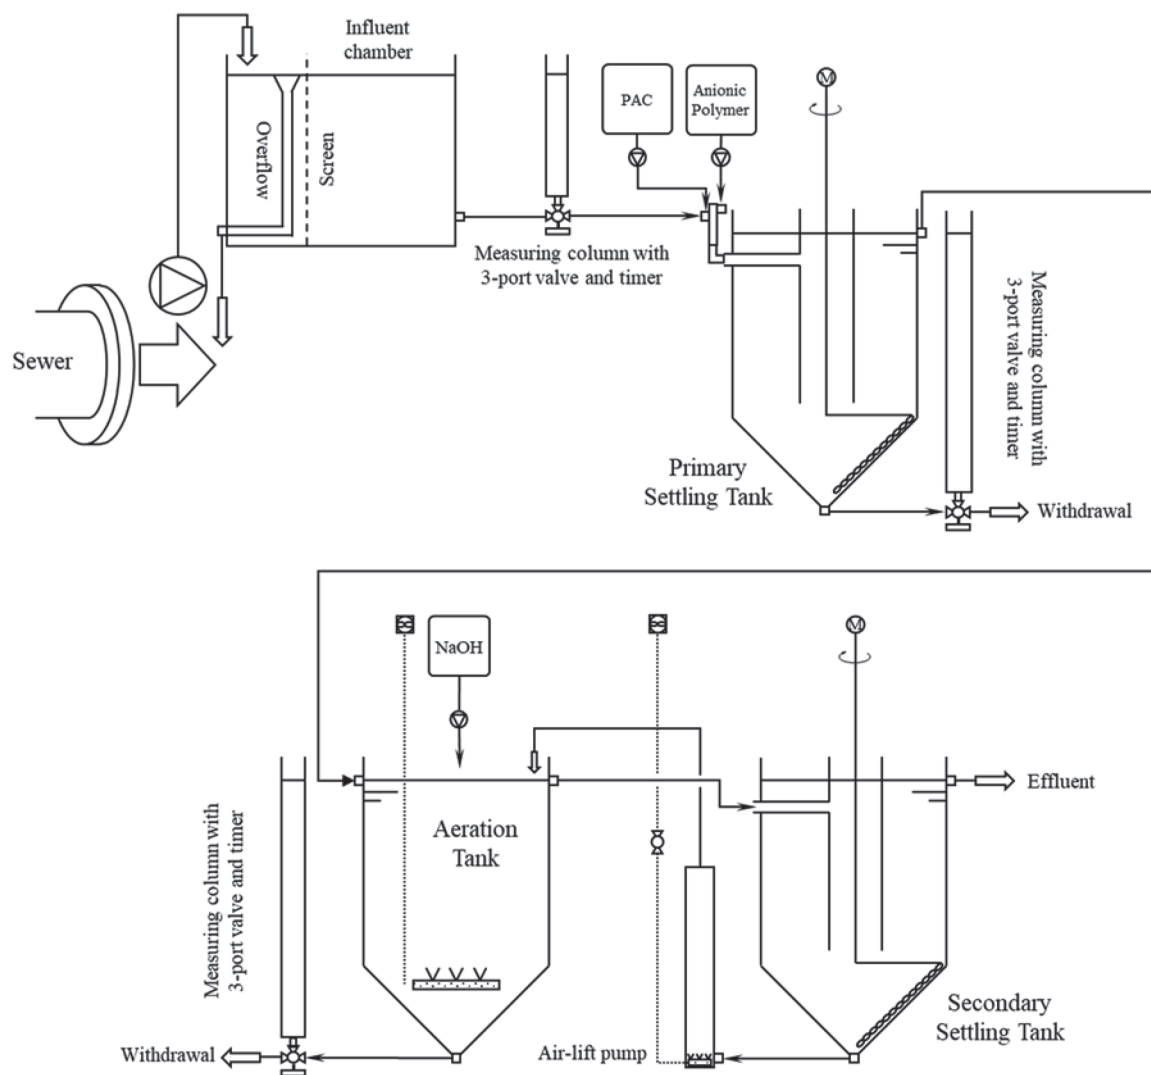 Influent
chamber
Overflow
Screen
PAC
Anionic
Polymer
M
Measuring column with
3-port valve and timer
Sewer
Primary
Settling Tank
Measuring column with
3-port valve and timer
Withdrawal
NaOH
M
Aeration
Tank
Effluent
Measuring column with
3-port valve and timer
Secondary
Settling Tank
Withdrawal
Air-lift pump